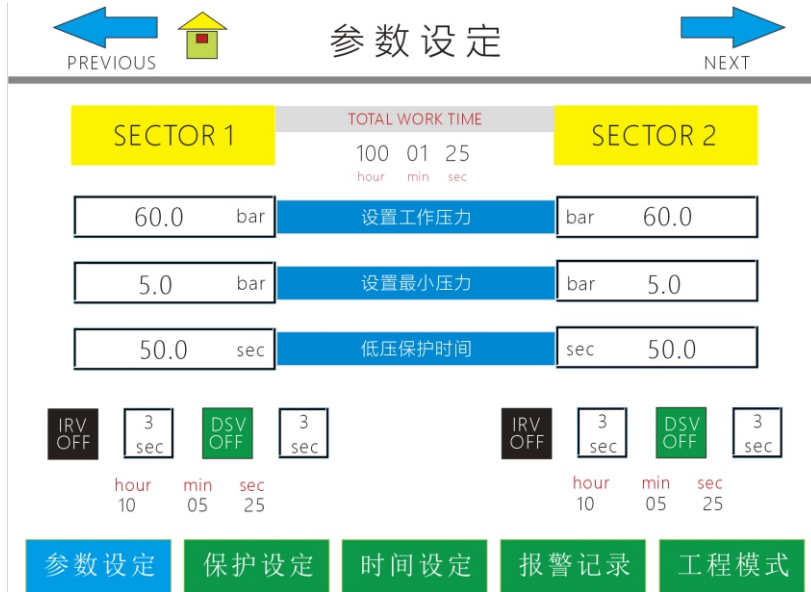 参数设定
PREVIOUS
NEXT
SECTOR 1
TOTAL WORK TIME
SECTOR 2
100 01 25
hour min sec
60.0 bar 设置工作压力 bar 60.0
5.0 bar 设置最小压力 bar 5.0
50.0 sec 低压保护时间 sec 50.0
IRV OFF
3 sec
DSV OFF
3 sec
IRV OFF
3 sec
DSV OFF
3 sec
hour min sec
10 05 25
hour min sec
10 05 25
参数设定 保护设定 时间设定 报警记录 工程模式